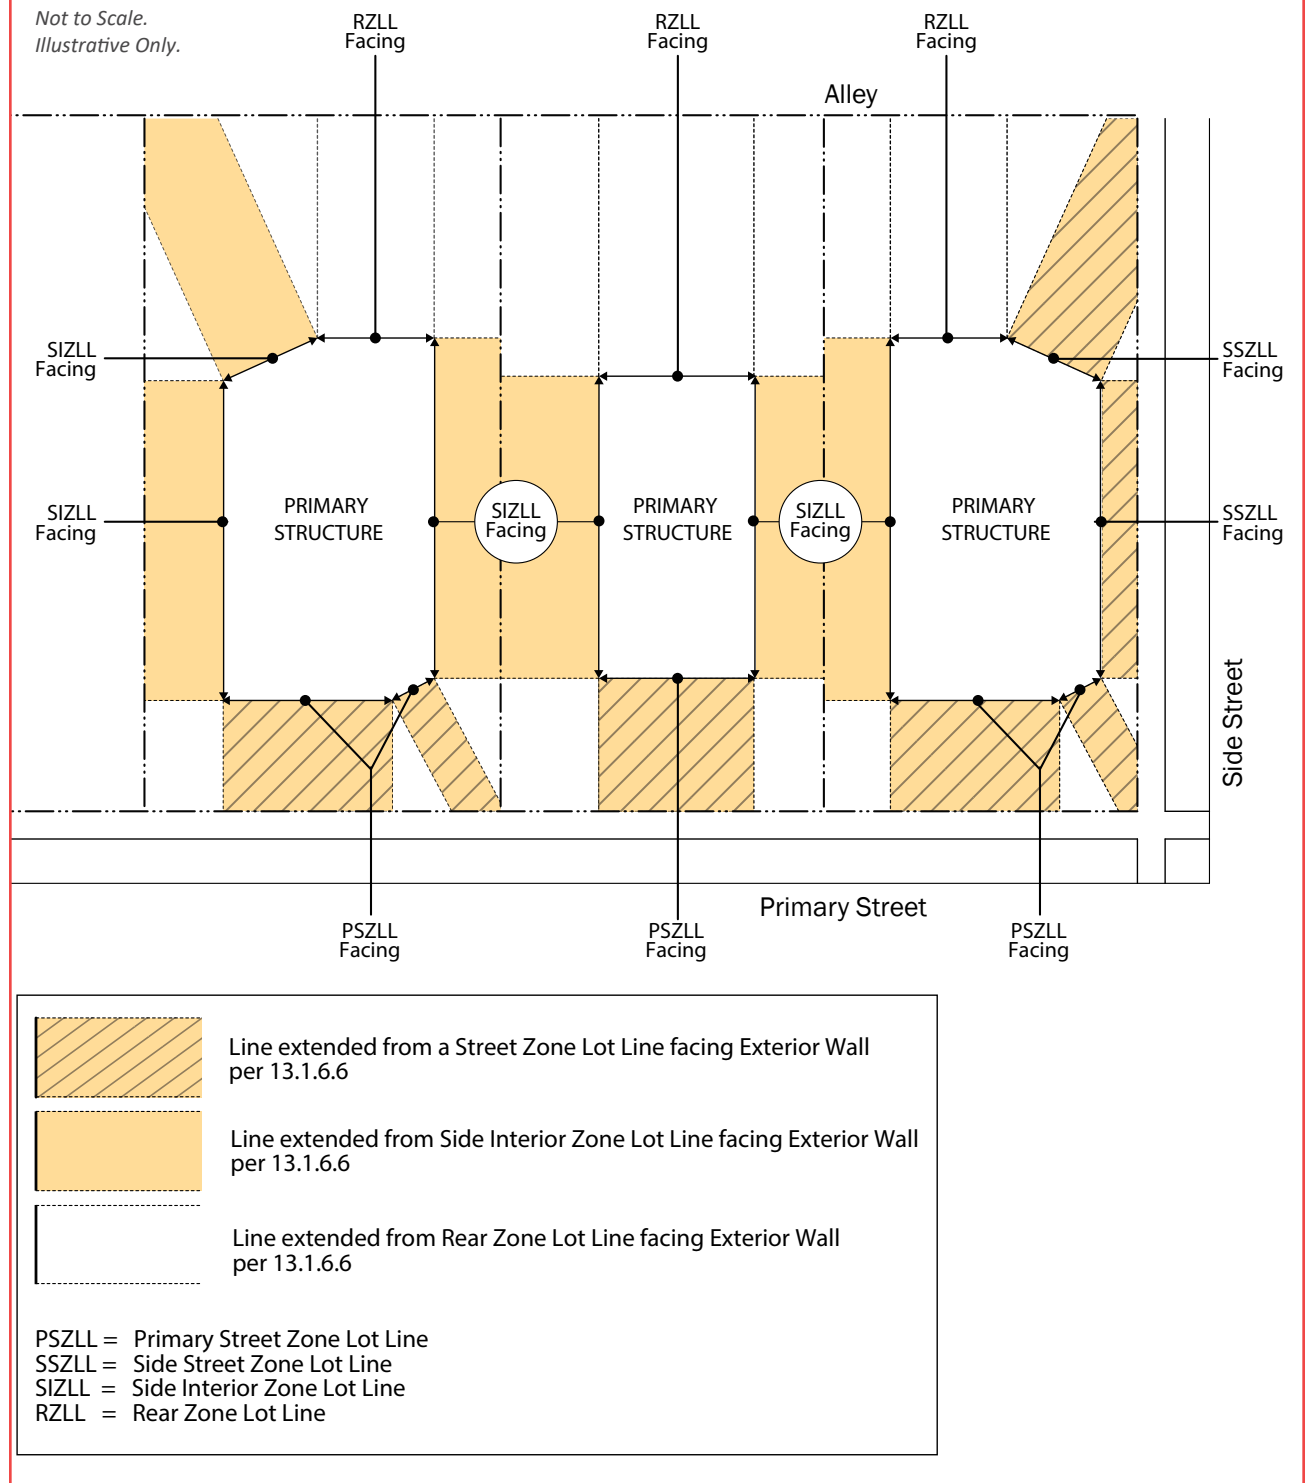 Not to Scale.
Illustrative Only.
RZLL
Facing
RZLL
Facing
RZLL
Facing
Alley
SIZLL
Facing
SSZLL
Facing
SIZLL
Facing
PRIMARY
STRUCTURE
SIZLL
Facing
PRIMARY
STRUCTURE
SIZLL
Facing
PRIMARY
STRUCTURE
SSZLL
Facing
Side Street
Primary Street
PSZLL
Facing
PSZLL
Facing
PSZLL
Facing
Line extended from a Street Zone Lot Line facing Exterior Wall
per 13.1.6.6
Line extended from Side Interior Zone Lot Line facing Exterior Wall
per 13.1.6.6
Line extended from Rear Zone Lot Line facing Exterior Wall
per 13.1.6.6
PSZLL = Primary Street Zone Lot Line
SSZLL = Side Street Zone Lot Line
SIZLL = Side Interior Zone Lot Line
RZLL = Rear Zone Lot Line